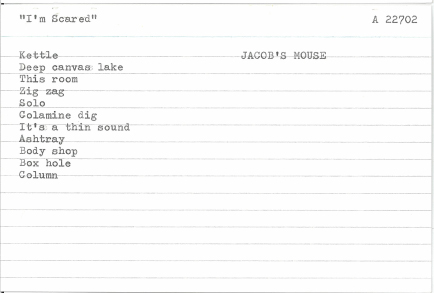 "I'm Scared" A 22702
Kettle JACOB'S MOUSE
Deep canvas lake
This room
Zig zag
Solo
Colamine dig
It's a thin sound
Ashtray
Body shop
Box hole
Column